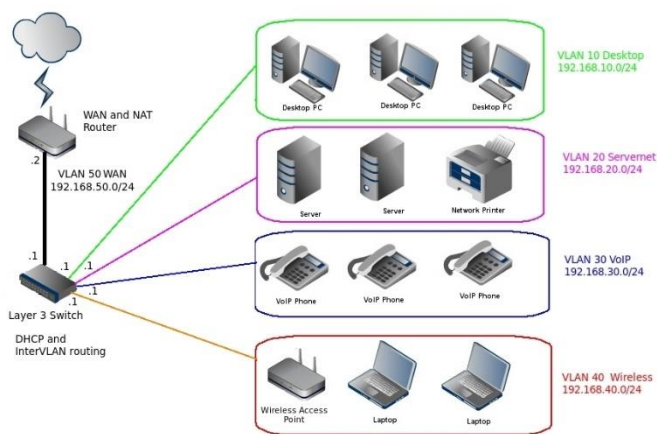 WAN and NAT
Router
.2
VLAN 50 WAN
192.168.50.0/24
.1
.1
.1
.1
.1
Layer 3 Switch
DHCP and
InterVLAN routing
Desktop PC
Desktop PC
Desktop PC
VLAN 10 Desktop
192.168.10.0/24
Server
Server
Network Printer
VLAN 20 Servernet
192.168.20.0/24
VoIP Phone
VoIP Phone
VoIP Phone
VLAN 30 VoIP
192.168.30.0/24
Wireless Access
Point
Laptop
Laptop
VLAN 40 Wireless
192.168.40.0/24